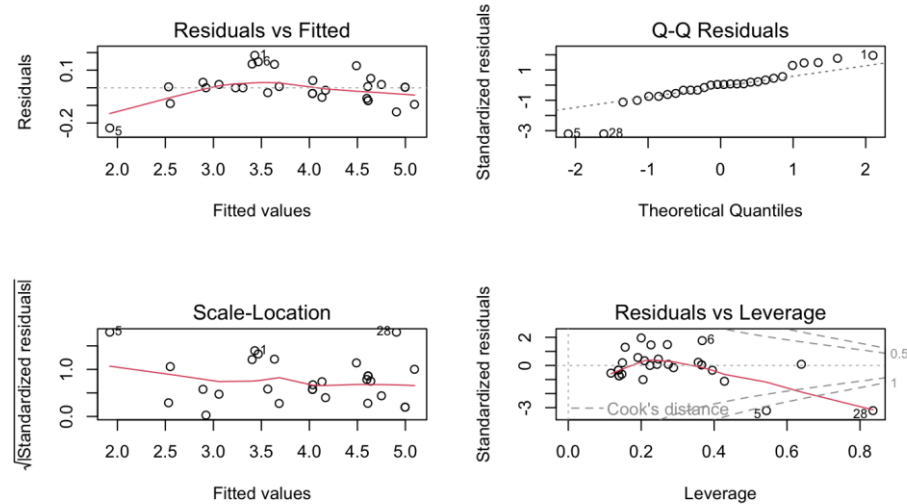 Residuals vs Fitted
Residuals
0.1
-0.2
1
6
5
2.0 2.5 3.0 3.5 4.0 4.5 5.0
Fitted values
Q-Q Residuals
Standardized residuals
1
-1
-3
1
5
28
-2 -1 0 1 2
Theoretical Quantiles
Scale-Location
√|Standardized residuals|
1.0
0.0
5
1
28
2.0 2.5 3.0 3.5 4.0 4.5 5.0
Fitted values
Residuals vs Leverage
Standardized residuals
2
0
-3
6
5
28
0.5
1
Cook's distance
0.0 0.2 0.4 0.6 0.8
Leverage